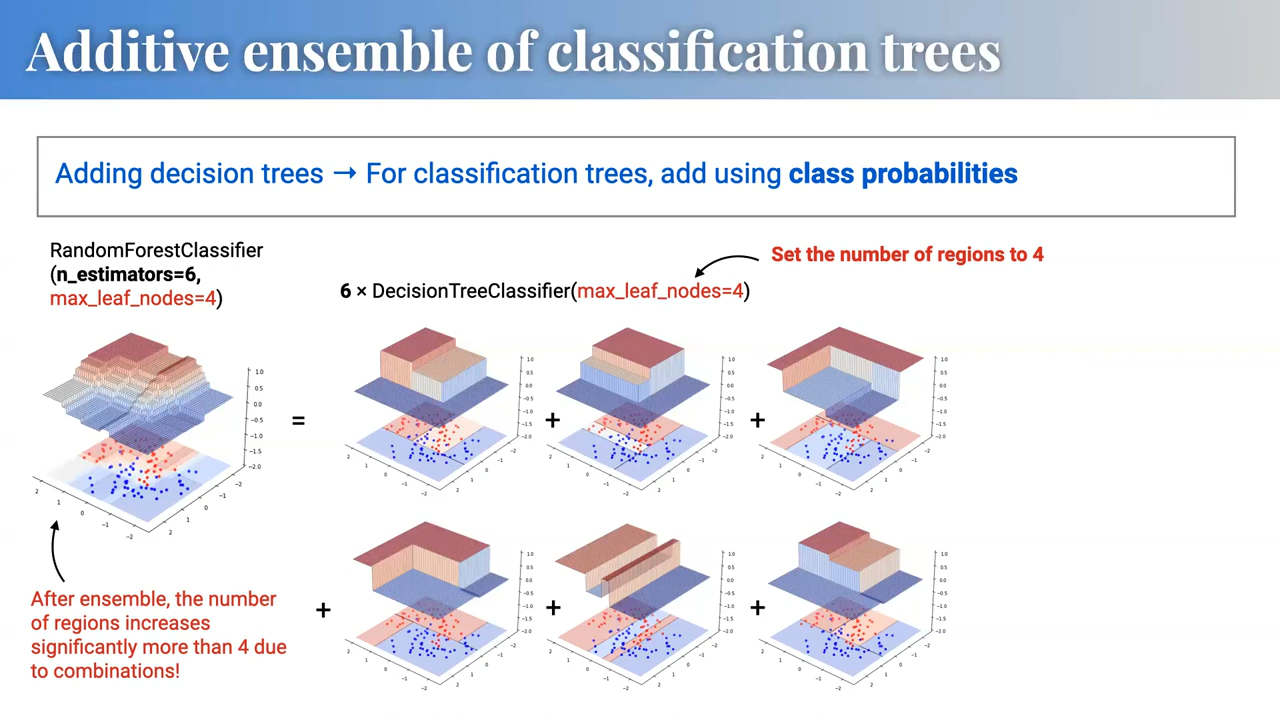 Additive ensemble of classification trees
Adding decision trees → For classification trees, add using class probabilities
RandomForestClassifier
(n_estimators=6,
max_leaf_nodes=4)
Set the number of regions to 4
6 × DecisionTreeClassifier(max_leaf_nodes=4)
=
+
+
+
+
+
After ensemble, the number
of regions increases
significantly more than 4 due
to combinations!